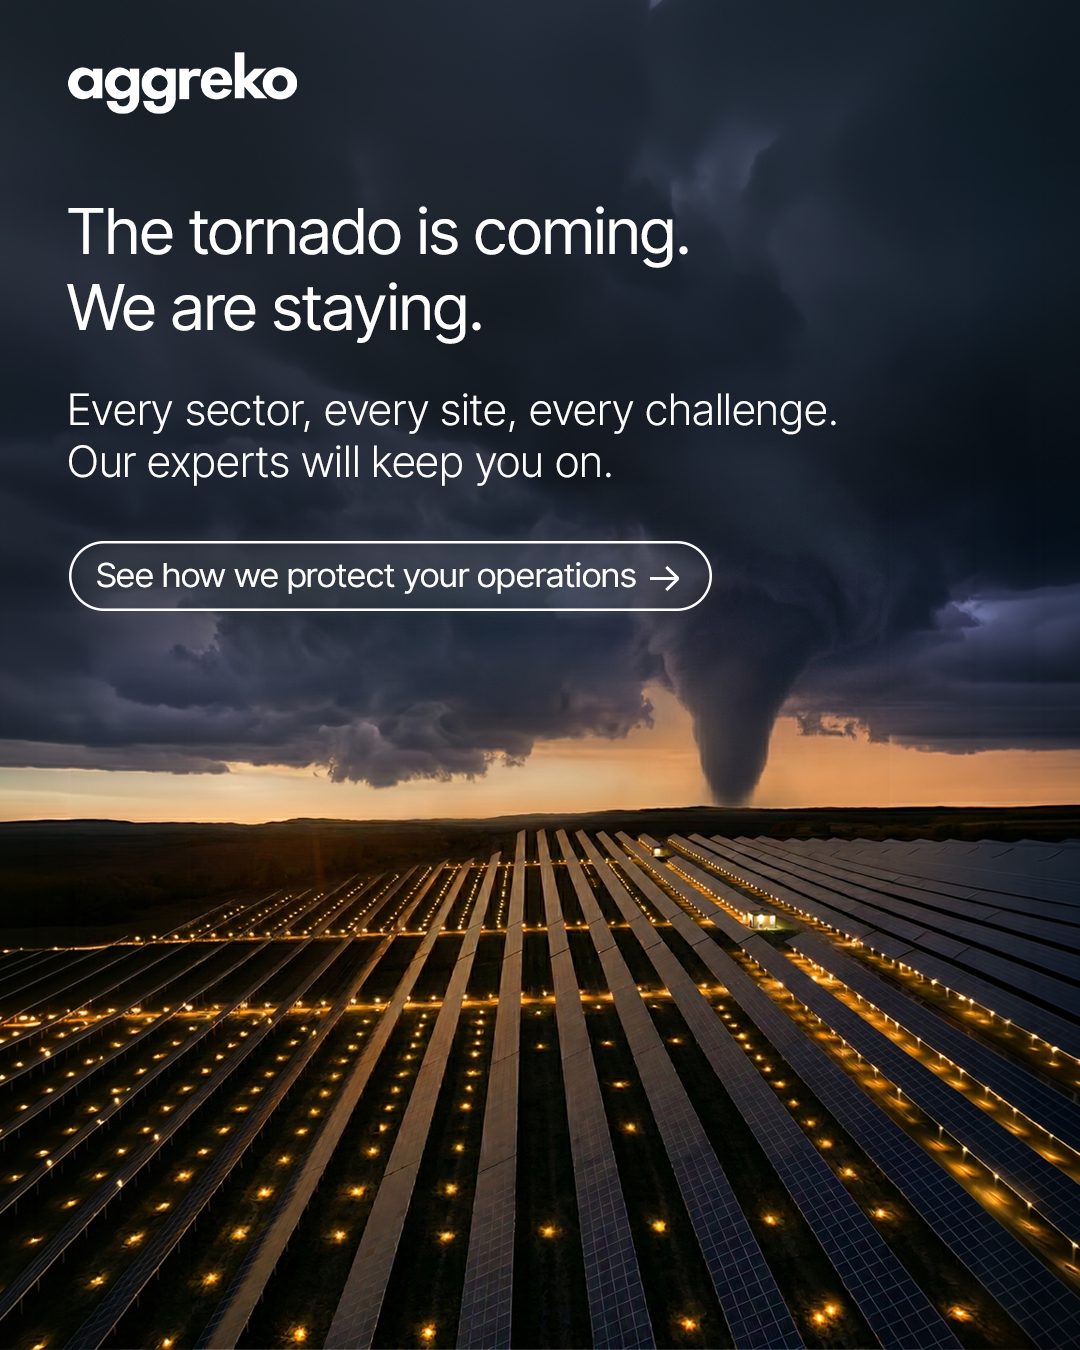 aggreko
The tornado is coming.
We are staying.
Every sector, every site, every challenge.
Our experts will keep you on.
See how we protect your operations →